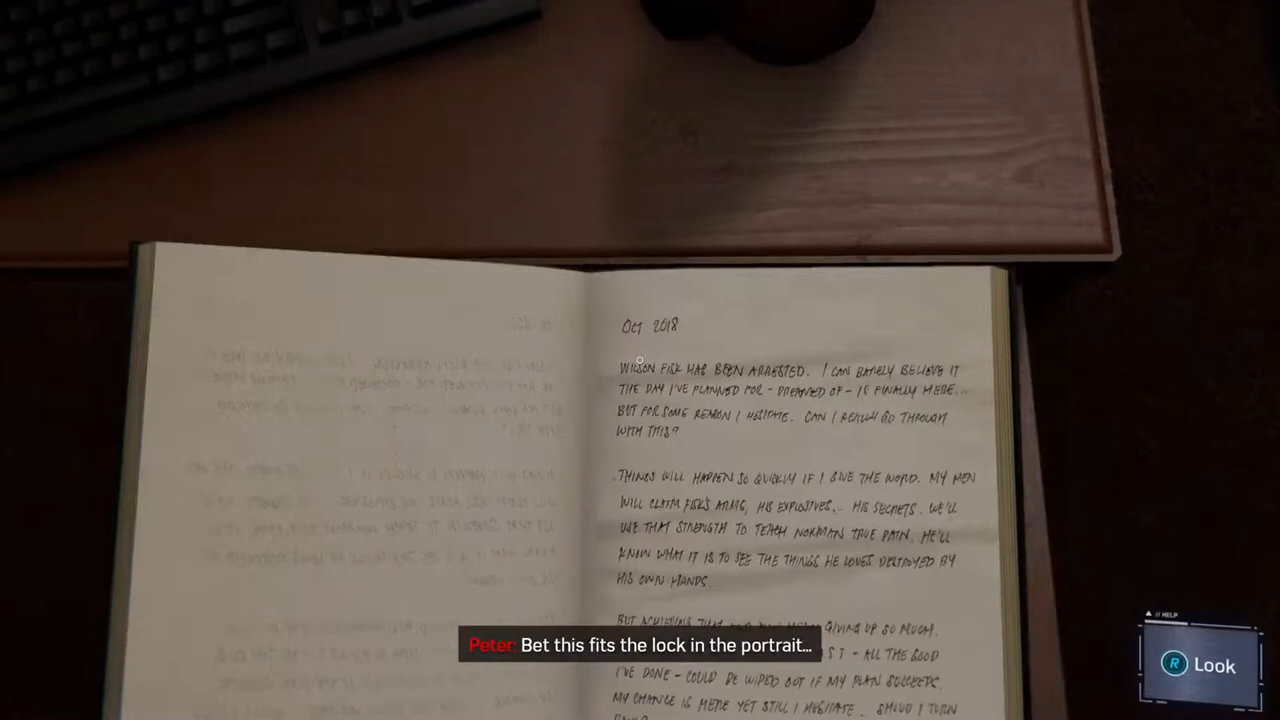 OCT 2018
WILSON FISK HAS BEEN ARRESTED. I CAN BARELY BELIEVE IT
THE DAY I'VE PLANNED FOR - DREAMED OF - IS FINALLY HERE...
BUT FOR SOME REASON I HESITATE. CAN I REALLY GO THROUGH
WITH THIS?
THINGS WILL HAPPEN SO QUICKLY IF I GIVE THE WORD. MY MEN
WILL CLAIM FISK'S ARMS, HIS EXPLOSIVES... HIS SECRETS. WE'LL
USE THAT STRENGTH TO TEACH NORMAN TRUE PAIN. HE'LL
KNOW WHAT IT IS TO SEE THE THINGS HE LOVES DESTROYED BY
HIS OWN HANDS...
BUT ACHIEVING THAT GIVING UP SO MUCH.
- ALL THE GOOD
Peter: Bet this fits the lock in the portrait...
I'VE DONE - COULD BE WIPED OUT IF MY PLAN SUCCEEDS.
MY CHANCE IS HERE YET STILL I HESITATE... SHOULD I TURN
BACK?
// HELP
R Look